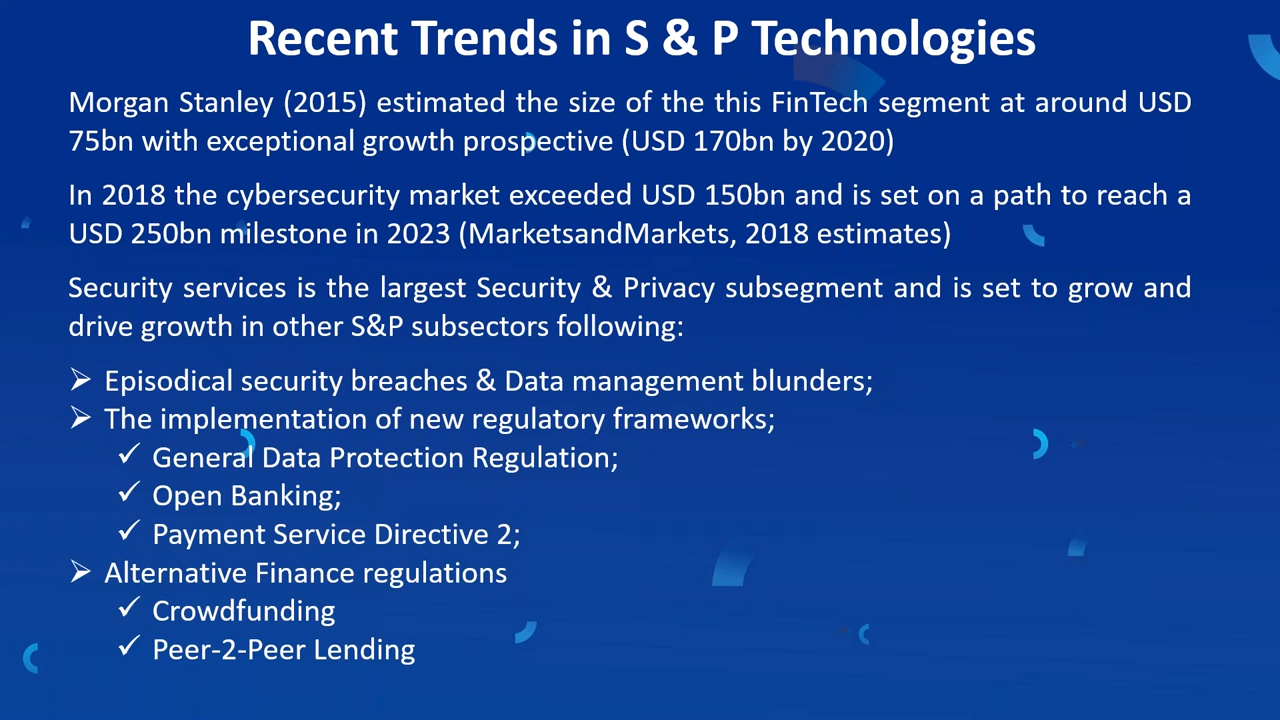 Recent Trends in S & P Technologies
Morgan Stanley (2015) estimated the size of the this FinTech segment at around USD
75bn with exceptional growth prospective (USD 170bn by 2020)
In 2018 the cybersecurity market exceeded USD 150bn and is set on a path to reach a
USD 250bn milestone in 2023 (MarketsandMarkets, 2018 estimates)
Security services is the largest Security & Privacy subsegment and is set to grow and
drive growth in other S&P subsectors following:
➢ Episodical security breaches & Data management blunders;
➢ The implementation of new regulatory frameworks;
✓ General Data Protection Regulation;
✓ Open Banking;
✓ Payment Service Directive 2;
➢ Alternative Finance regulations
✓ Crowdfunding
✓ Peer-2-Peer Lending